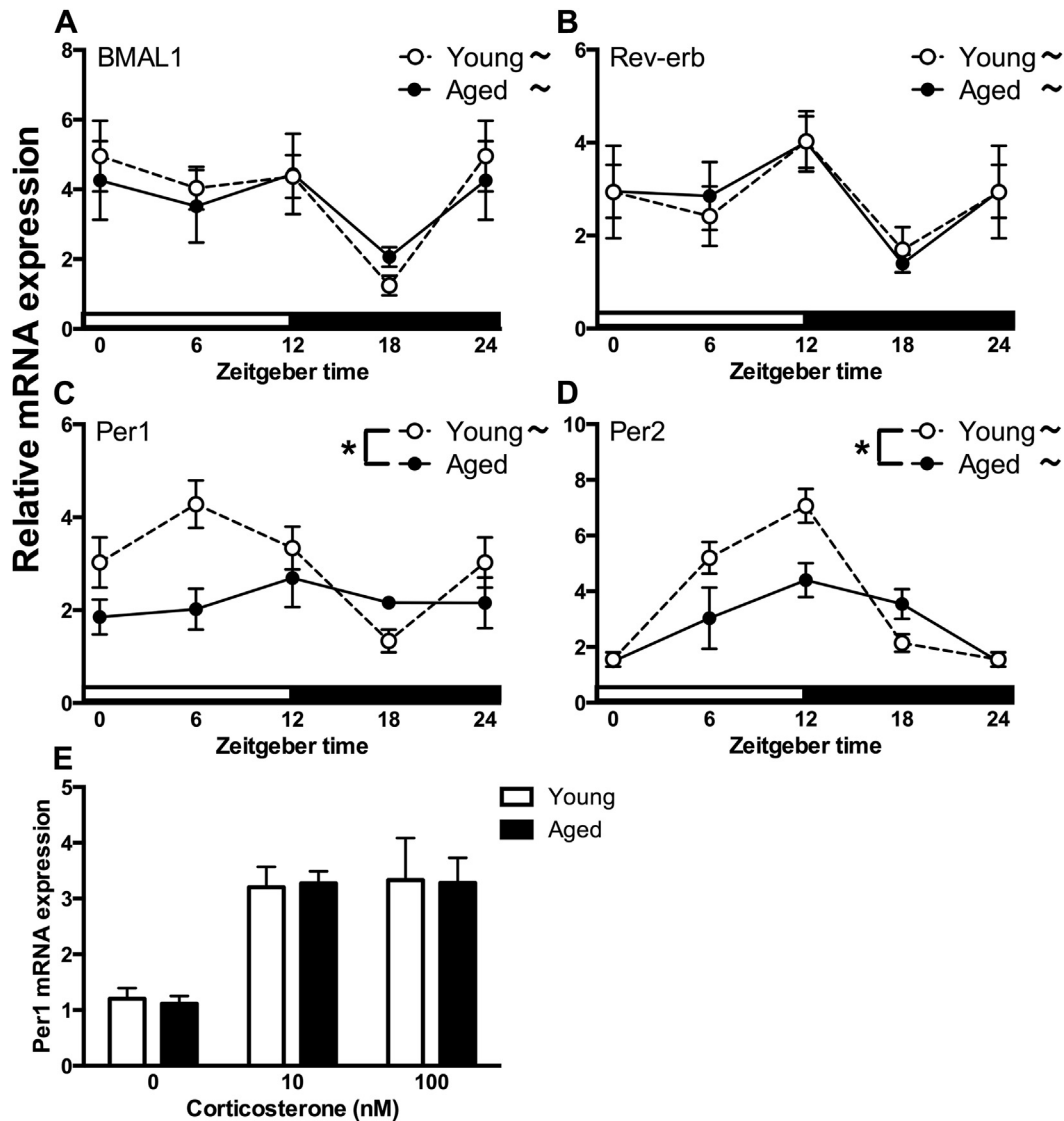 A
BMAL1
Young ~
Aged ~
8
6
4
2
0
0 6 12 18 24
Zeitgeber time
B
Rev-erb
Young ~
Aged ~
6
4
2
0
0 6 12 18 24
Zeitgeber time
Relative mRNA expression
C
Per1
* Young ~
Aged
6
4
2
0
0 6 12 18 24
Zeitgeber time
D
Per2
* Young ~
Aged ~
10
8
6
4
2
0
0 6 12 18 24
Zeitgeber time
E
Young
Aged
Per1 mRNA expression
5
4
3
2
1
0
0 10 100
Corticosterone (nM)